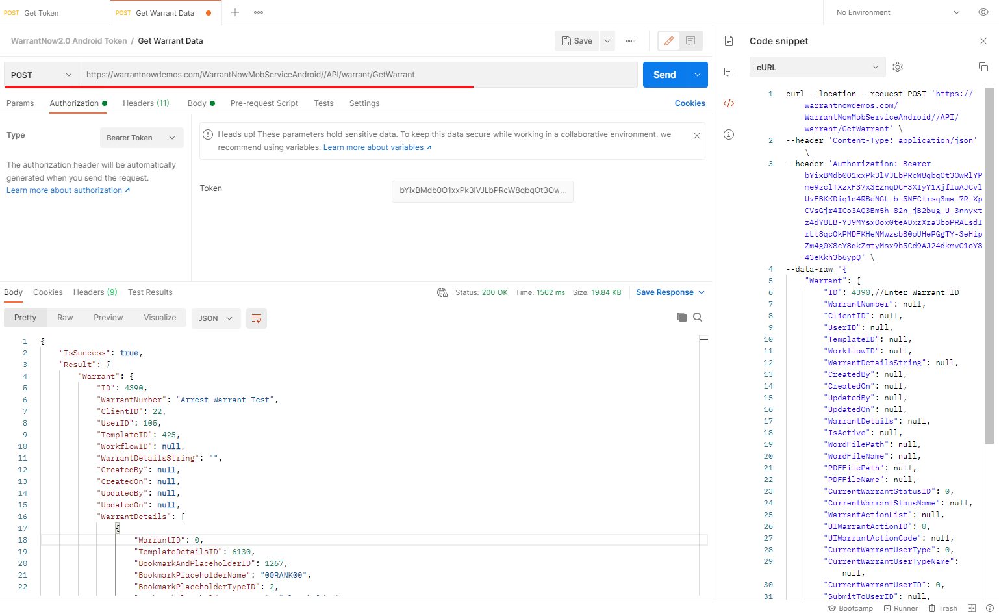 POST Get Token
POST Get Warrant Data
No Environment
WarrantNow2.0 Android Token / Get Warrant Data
Save
POST
https://warrantnowdemos.com/WarrantNowMobServiceAndroid//API/warrant/GetWarrant
Send
Params
Authorization
Headers (11)
Body
Pre-request Script
Tests
Settings
Cookies
Type
Bearer Token
The authorization header will be automatically
generated when you send the request.
Learn more about authorization ↗
Heads up! These parameters hold sensitive data. To keep this data secure while working in a collaborative environment, we
recommend using variables. Learn more about variables ↗
Token
bYixBMdb0O1xxPk3lVJLbPRcW8qbqOt3Ow...
Body
Cookies
Headers (9)
Test Results
Status: 200 OK
Time: 1562 ms
Size: 19.84 KB
Save Response
Pretty
Raw
Preview
Visualize
JSON
1 {
2 "IsSuccess": true,
3 "Result": {
4 "Warrant": {
5 "ID": 4390,
6 "WarrantNumber": "Arrest Warrant Test",
7 "ClientID": 22,
8 "UserID": 105,
9 "TemplateID": 425,
10 "WorkflowID": null,
11 "WarrantDetailsString": "",
12 "CreatedBy": null,
13 "CreatedOn": null,
14 "UpdatedBy": null,
15 "UpdatedOn": null,
16 "WarrantDetails": [
17 {
18 "WarrantID": 0,
19 "TemplateDetailsID": 6130,
20 "BookmarkAndPlaceholderID": 1267,
21 "BookmarkPlaceholderName": "00RANK00",
22 "BookmarkPlaceholderTypeID": 2,
Code snippet
cURL
1 curl --location --request POST 'https://
warrantnowdemos.com/
WarrantNowMobServiceAndroid//API/
warrant/GetWarrant' \
2 --header 'Content-Type: application/json'
\
3 --header 'Authorization: Bearer
bYixBMdb0O1xxPk3lVJLbPRcW8qbqOt3OwRlYP
me9zclTXzxF37x3EZnqDCF3XIyY1XjfIuAJCvl
UvFBKKDiq1d4RBeNGL-b-5NFCfrsq3ma-7R-Xp
CVsGjr4ICo3AQ3Bm5h-82n_jB2bug_U_3nnyxt
z4dY8LB-YJ9MYsxOox0teADxzXza3boPRALsdI
rLt8qcOkPMDFKHeNMwzsbB0oUHePGgTY-3eHip
Zm4g0X8cY8qkZmtyMsx9b5Cd9AJ24dkmvO1oY8
43eKkh3b6ypQ' \
4 --data-raw '{
5 "Warrant": {
6 "ID": 4390,//Enter Warrant ID
7 "WarrantNumber": null,
8 "ClientID": null,
9 "UserID": null,
10 "TemplateID": null,
11 "WorkflowID": null,
12 "WarrantDetailsString": null,
13 "CreatedBy": null,
14 "CreatedOn": null,
15 "UpdatedBy": null,
16 "UpdatedOn": null,
17 "WarrantDetails": null,
18 "IsActive": null,
19 "WordFilePath": null,
20 "WordFileName": null,
21 "PDFFilePath": null,
22 "PDFFileName": null,
23 "CurrentWarrantStatusID": 0,
24 "CurrentWarrantStausName": null,
25 "WarrantActionList": null,
26 "UIWarrantActionID": 0,
27 "UIWarrantActionCode": null,
28 "CurrentWarrantUserType": 0,
29 "CurrentWarrantUserTypeName":
null,
30 "CurrentWarrantUserID": 0,
31 "SubmitToUserID": null,
Bootcamp
Runner
Trash